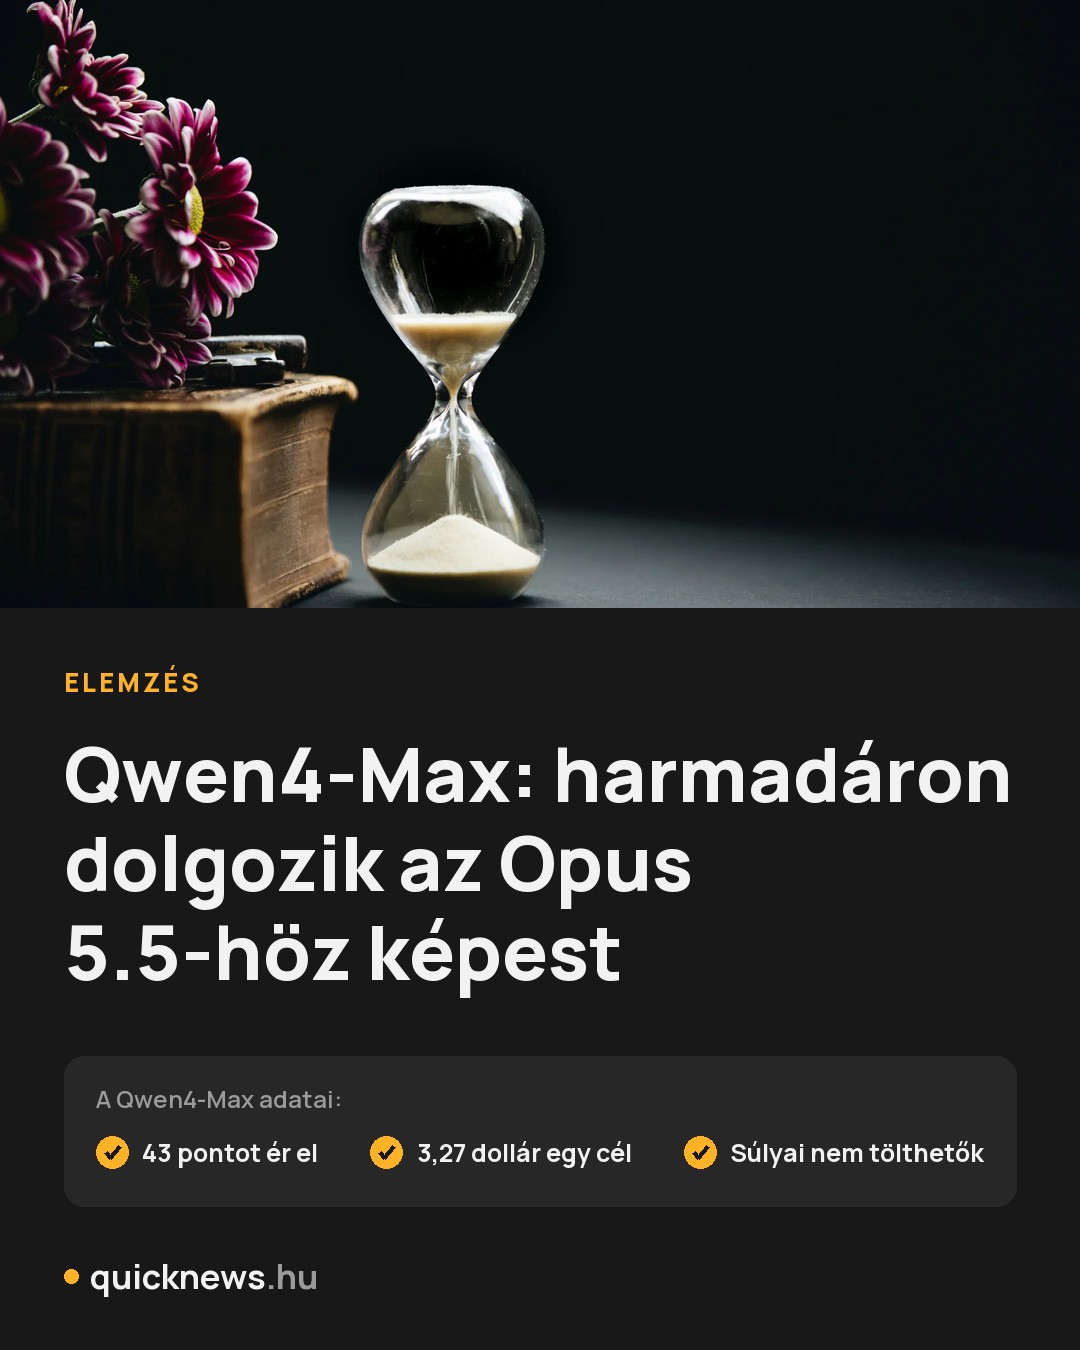 ELEMZÉS
Qwen4-Max: harmadáron
dolgozik az Opus
5.5-höz képest
A Qwen4-Max adatai:
43 pontot ér el
3,27 dollár egy cél
Súlyai nem tölthetők
quicknews.hu